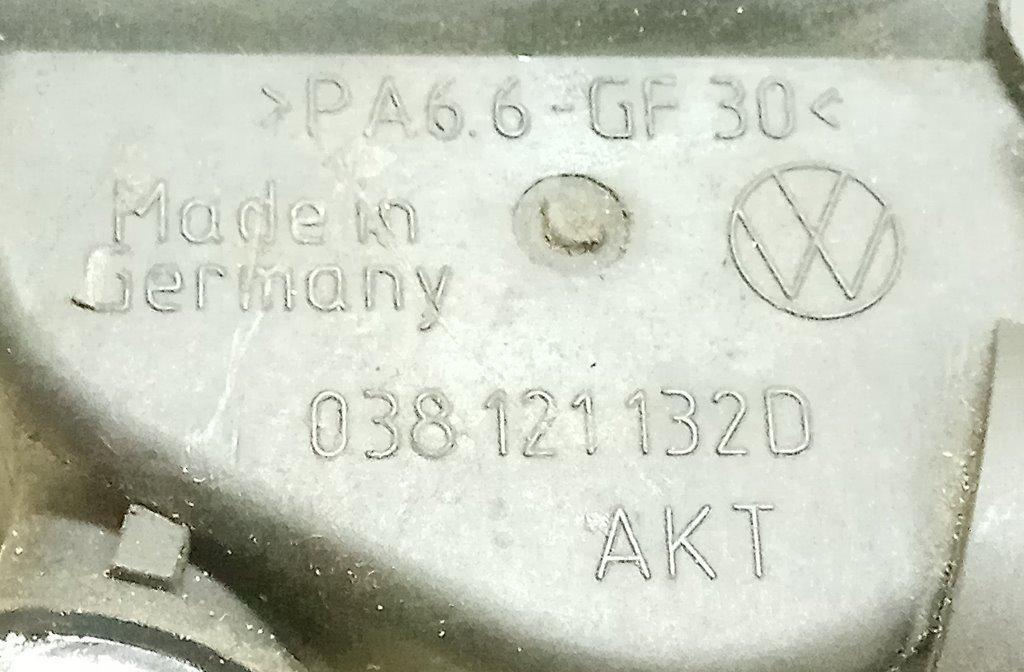 >PA6.6-GF30<
Made in
Germany
038 121 132D
AKT